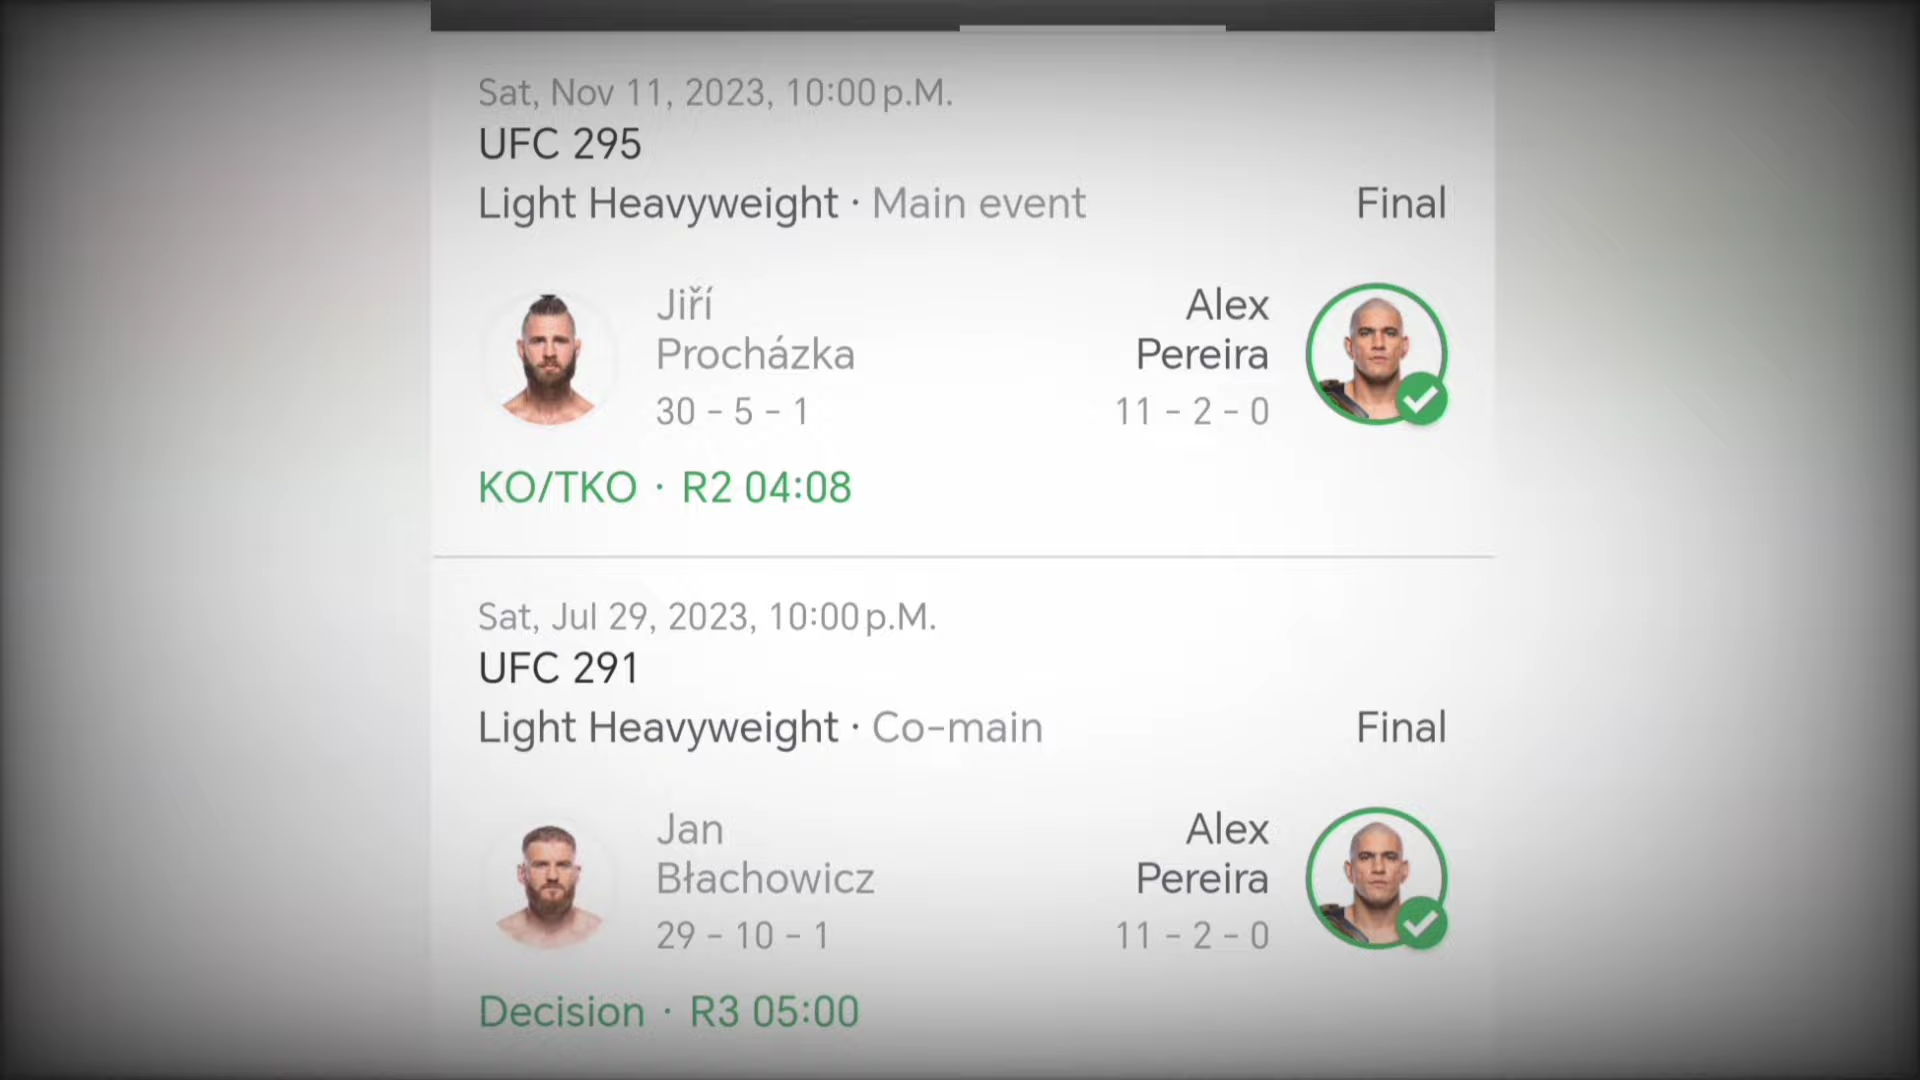 Sat, Nov 11, 2023, 10:00 p.M.
UFC 295
Light Heavyweight · Main event Final
Jiří Procházka
30 - 5 - 1
Alex Pereira
11 - 2 - 0
KO/TKO · R2 04:08
Sat, Jul 29, 2023, 10:00 p.M.
UFC 291
Light Heavyweight · Co-main Final
Jan Błachowicz
29 - 10 - 1
Alex Pereira
11 - 2 - 0
Decision · R3 05:00